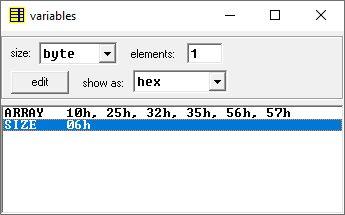 variables
size: byte elements: 1
edit show as: hex
ARRAY 10h, 25h, 32h, 35h, 56h, 57h
SIZE 06h